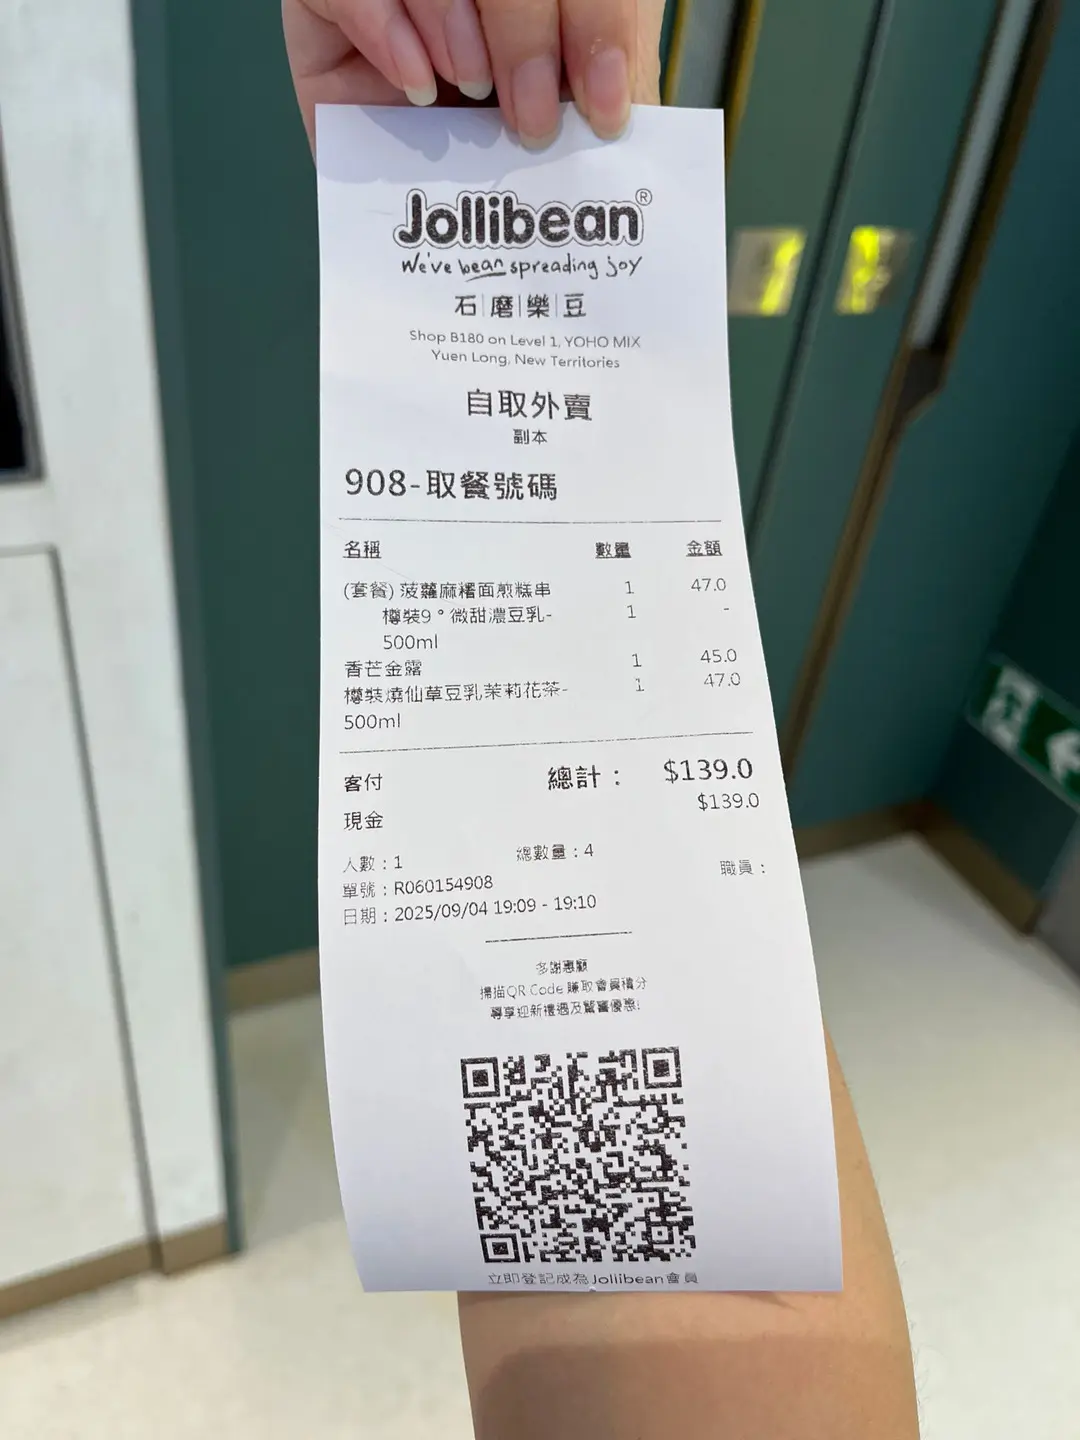 Jollibean®
We've bean spreading joy
石|磨|樂|豆
Shop B180 on Level 1, YOHO MIX
Yuen Long, New Territories
自取外賣
副本
908-取餐號碼
名稱 數量 金額
(套餐) 菠蘿麻糬面煎糕串 1 47.0
樽裝9°微甜濃豆乳- 1 -
500ml
香芒金露 1 45.0
樽裝燒仙草豆乳茉莉花茶- 1 47.0
500ml
客付 總計： $139.0
現金 $139.0
人數：1 總數量：4 職員：
單號：R060154908
日期：2025/09/04 19:09 - 19:10
多謝惠顧
掃描QR Code 賺取會員積分
尊享迎新禮遇及驚喜優惠!
立即登記成為Jollibean會員